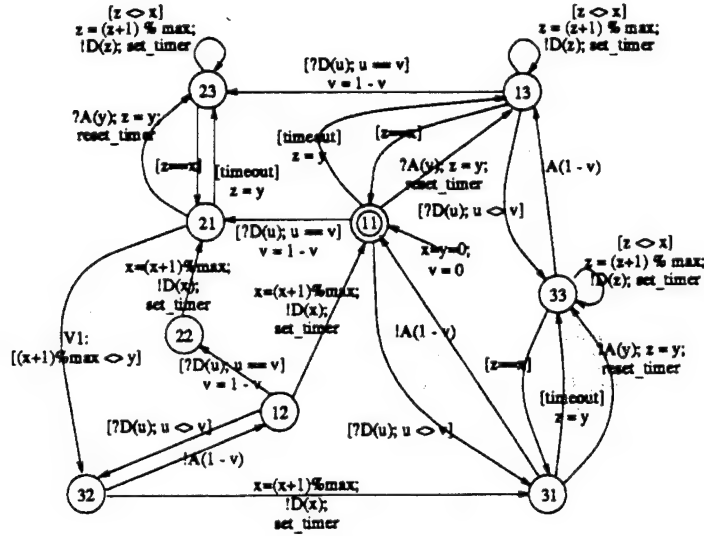 [z <> x]
z = (z+1) % max;
!D(z); set_timer
[z <> x]
z = (z+1) % max;
!D(z); set_timer
23
[?D(u); u == v]
v = 1 - v
13
?A(y); z = y;
reset_timer
[timeout]
z = y
[z==x]
[z==x]
[timeout]
z = y
?A(y); z = y;
reset_timer
A(1 - v)
[?D(u); u <> v]
21
[?D(u); u == v]
v = 1 - v
11
x=y=0;
v = 0
[z <> x]
z = (z+1) % max;
!D(z); set_timer
x=(x+1)%max;
!D(x);
set_timer
33
x=(x+1)%max;
!D(x);
set_timer
22
V1:
[(x+1)%max <> y]
!A(1 - v)
[z==x]
!A(y); z = y;
reset_timer
[?D(u); u == v]
v = 1 - v
[timeout]
z = y
12
[?D(u); u <> v]
[?D(u); u <> v]
!A(1 - v)
32
x=(x+1)%max;
!D(x);
set_timer
31